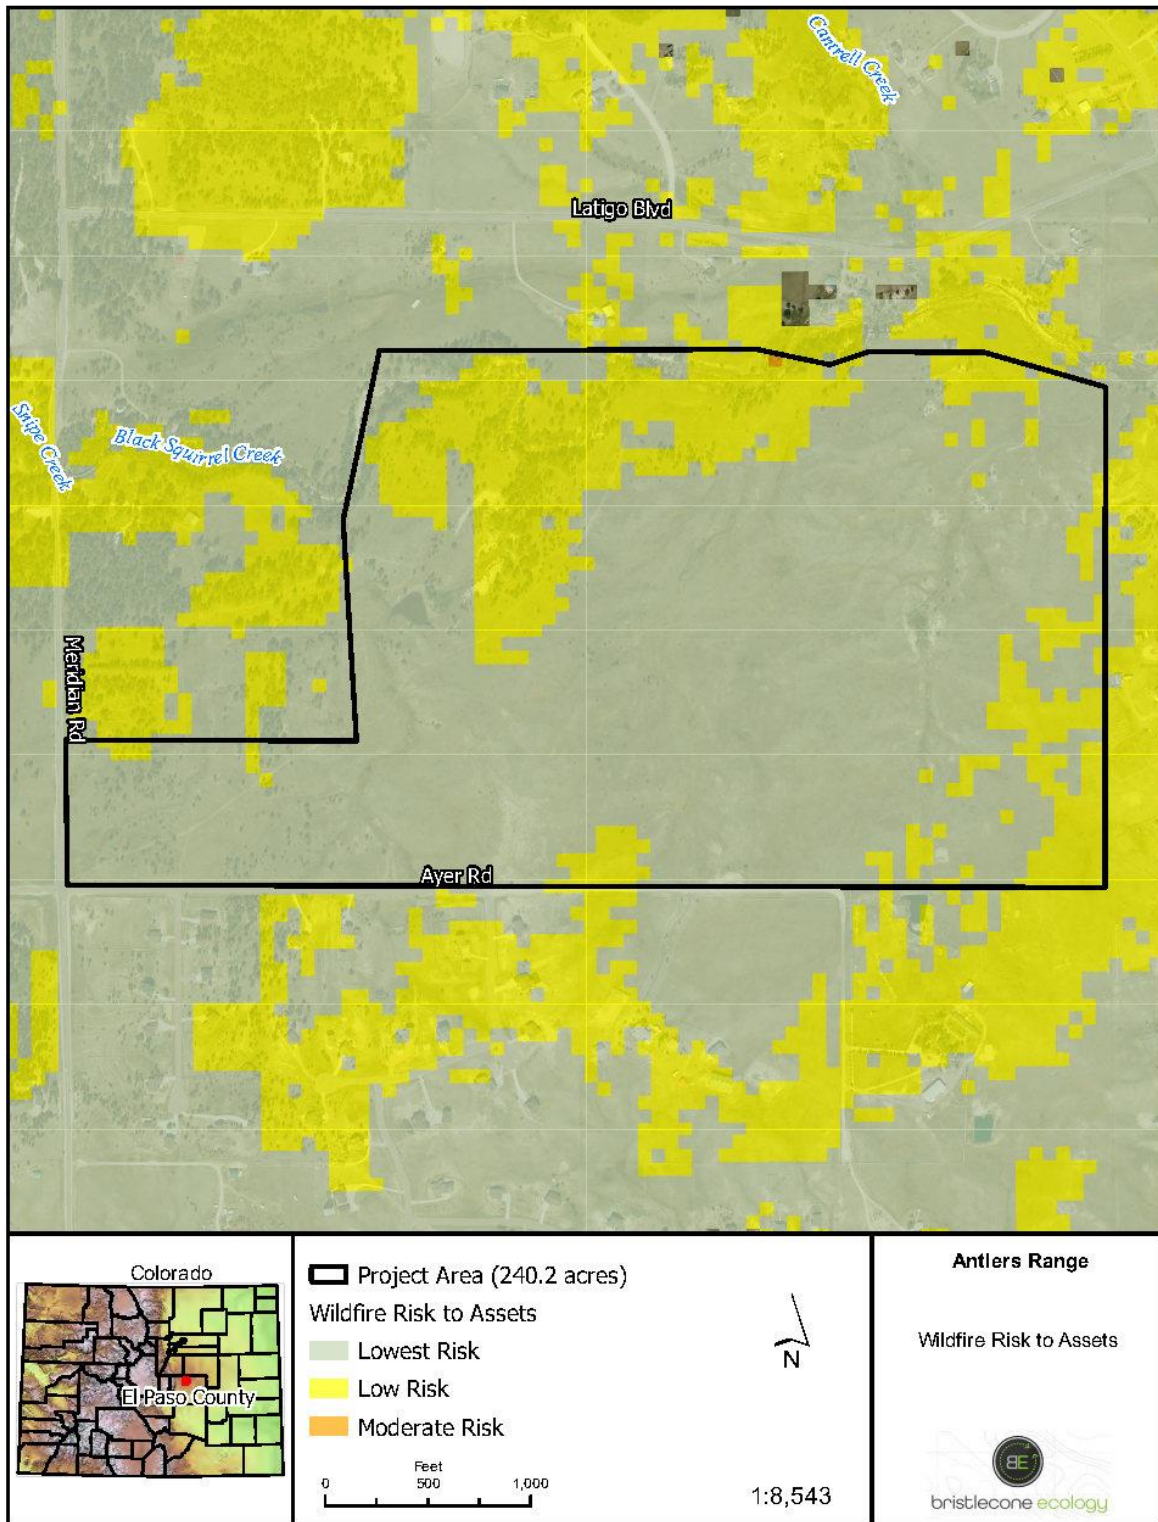 Cantrell Creek
Latigo Blvd
Snipe Creek
Black Squirrel Creek
Meridian Rd
Ayer Rd
Colorado
El Paso County
Project Area (240.2 acres)
Wildfire Risk to Assets
Lowest Risk
Low Risk
Moderate Risk
Feet
0 500 1,000
N
1:8,543
Antlers Range
Wildfire Risk to Assets
BE
bristlecone ecology